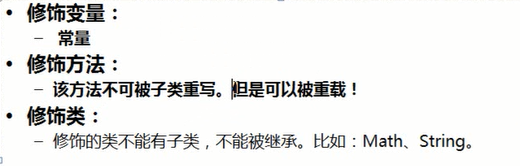 • 修饰变量：
– 常量
• 修饰方法：
– 该方法不可被子类重写。但是可以被重载！
• 修饰类：
– 修饰的类不能有子类，不能被继承。比如：Math、String。